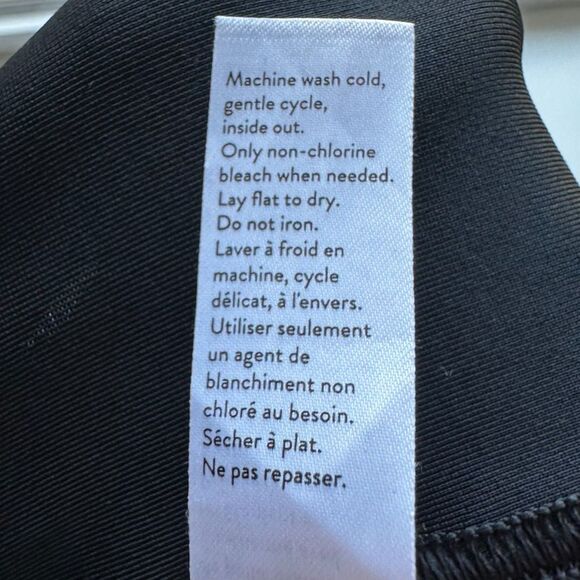 Machine wash cold,
gentle cycle,
inside out.
Only non-chlorine
bleach when needed.
Lay flat to dry.
Do not iron.
Laver à froid en
machine, cycle
délicat, à l'envers.
Utiliser seulement
un agent de
blanchiment non
chloré au besoin.
Sécher à plat.
Ne pas repasser.